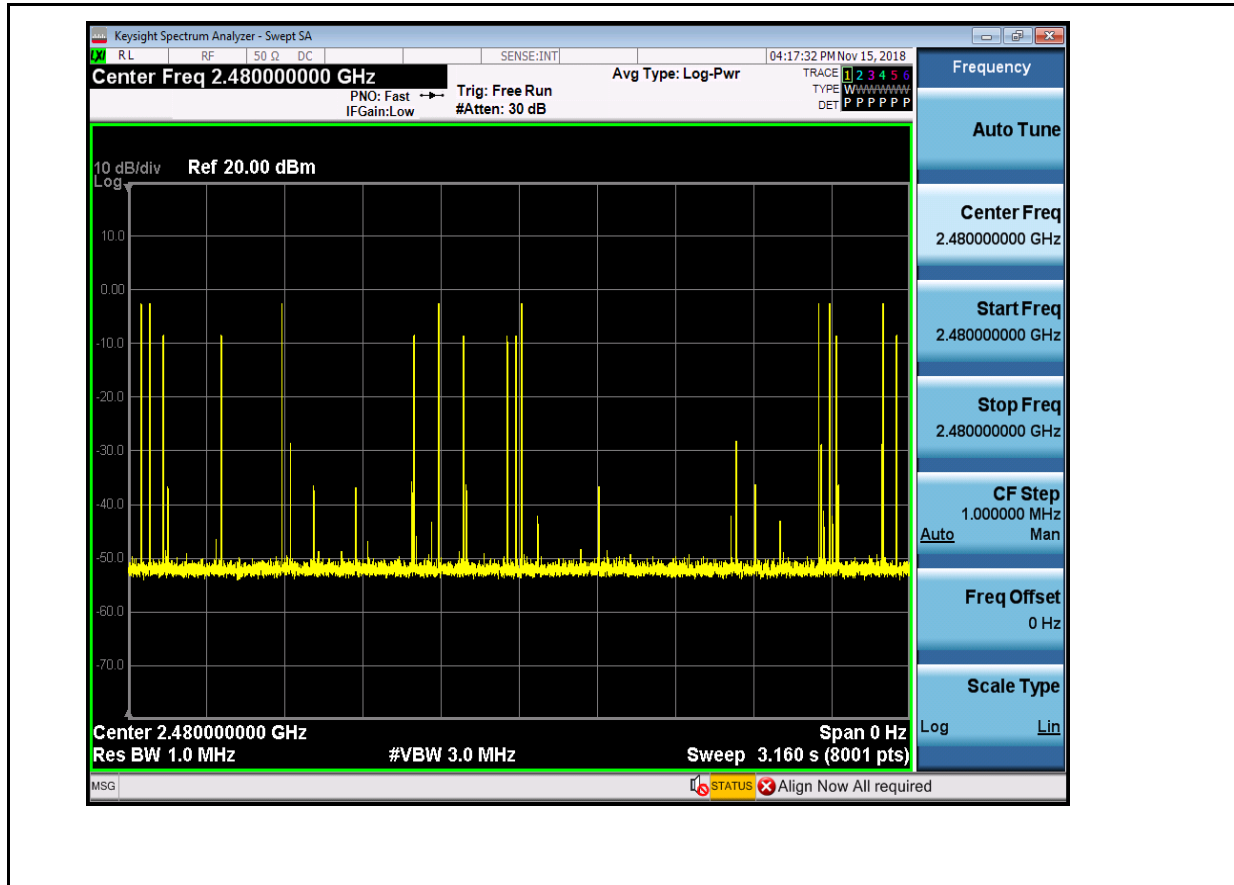 Keysight Spectrum Analyzer - Swept SA
LXI RL RF 50 Ω DC SENSE:INT 04:17:32 PM Nov 15, 2018
Center Freq 2.480000000 GHz
PNO: Fast
IFGain:Low
Trig: Free Run
#Atten: 30 dB
Avg Type: Log-Pwr
TRACE 1 2 3 4 5 6
TYPE WWWWWW
DET P P P P P P
10 dB/div Ref 20.00 dBm
Log
10.0
0.00
-10.0
-20.0
-30.0
-40.0
-50.0
-60.0
-70.0
Center 2.480000000 GHz Span 0 Hz
Res BW 1.0 MHz #VBW 3.0 MHz Sweep 3.160 s (8001 pts)
MSG STATUS Align Now All required
Frequency
Auto Tune
Center Freq
2.480000000 GHz
Start Freq
2.480000000 GHz
Stop Freq
2.480000000 GHz
CF Step
1.000000 MHz
Auto Man
Freq Offset
0 Hz
Scale Type
Log Lin